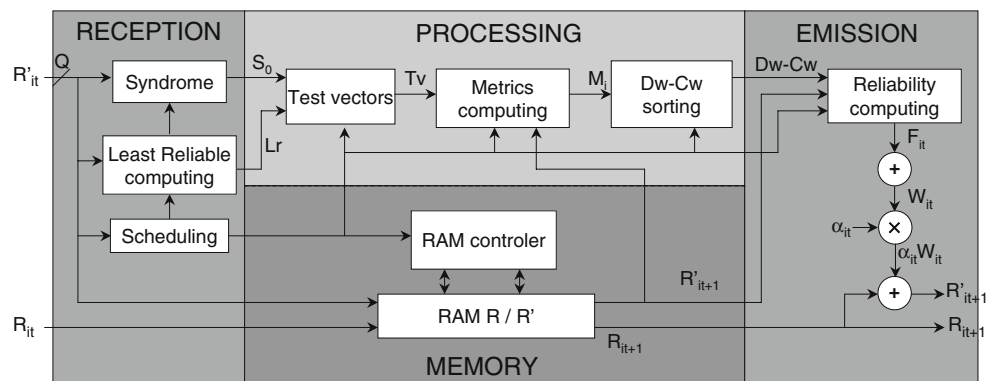 RECEPTION
PROCESSING
EMISSION
Q
R'it
S0
Dw-Cw
Syndrome
Test vectors
Tv
Metrics
computing
Mi
Dw-Cw
sorting
Reliability
computing
Least Reliable
computing
Lr
Fit
+
Wit
Scheduling
RAM controler
αit
×
αitWit
R'it+1
+
R'it+1
Rit
RAM R / R'
Rit+1
Rit+1
MEMORY